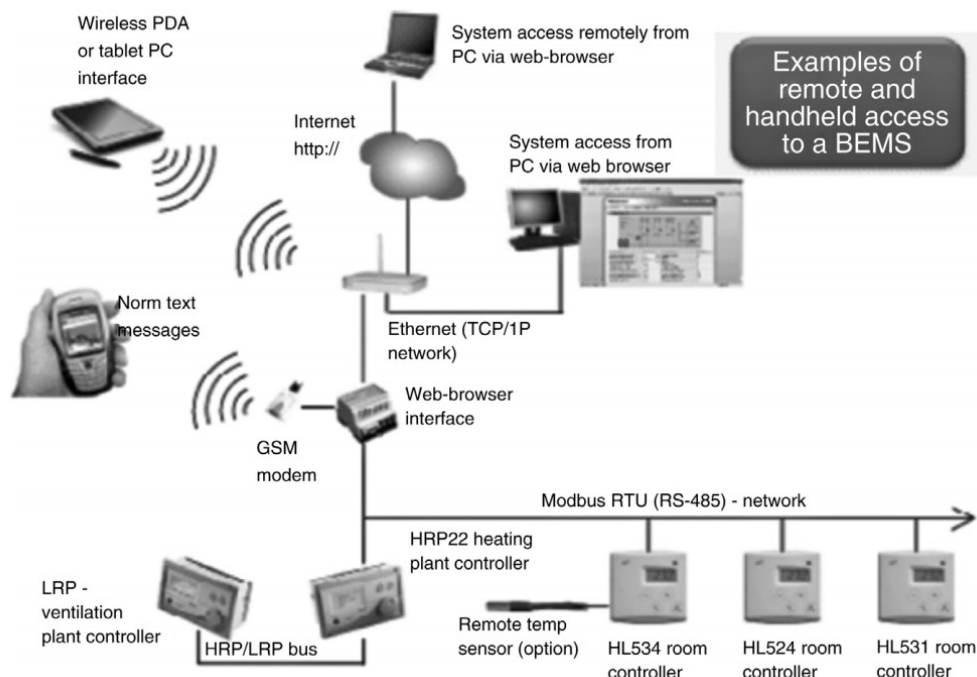 Wireless PDA
or tablet PC
interface
System access remotely from
PC via web-browser
Examples of
remote and
handheld access
to a BEMS
Internet
http://
System access from
PC via web browser
Norm text
messages
Ethernet (TCP/1P
network)
Web-browser
interface
GSM
modem
Modbus RTU (RS-485) - network
HRP22 heating
plant controller
LRP -
ventilation
plant controller
HRP/LRP bus
Remote temp
sensor (option)
HL534 room
controller
HL524 room
controller
HL531 room
controller